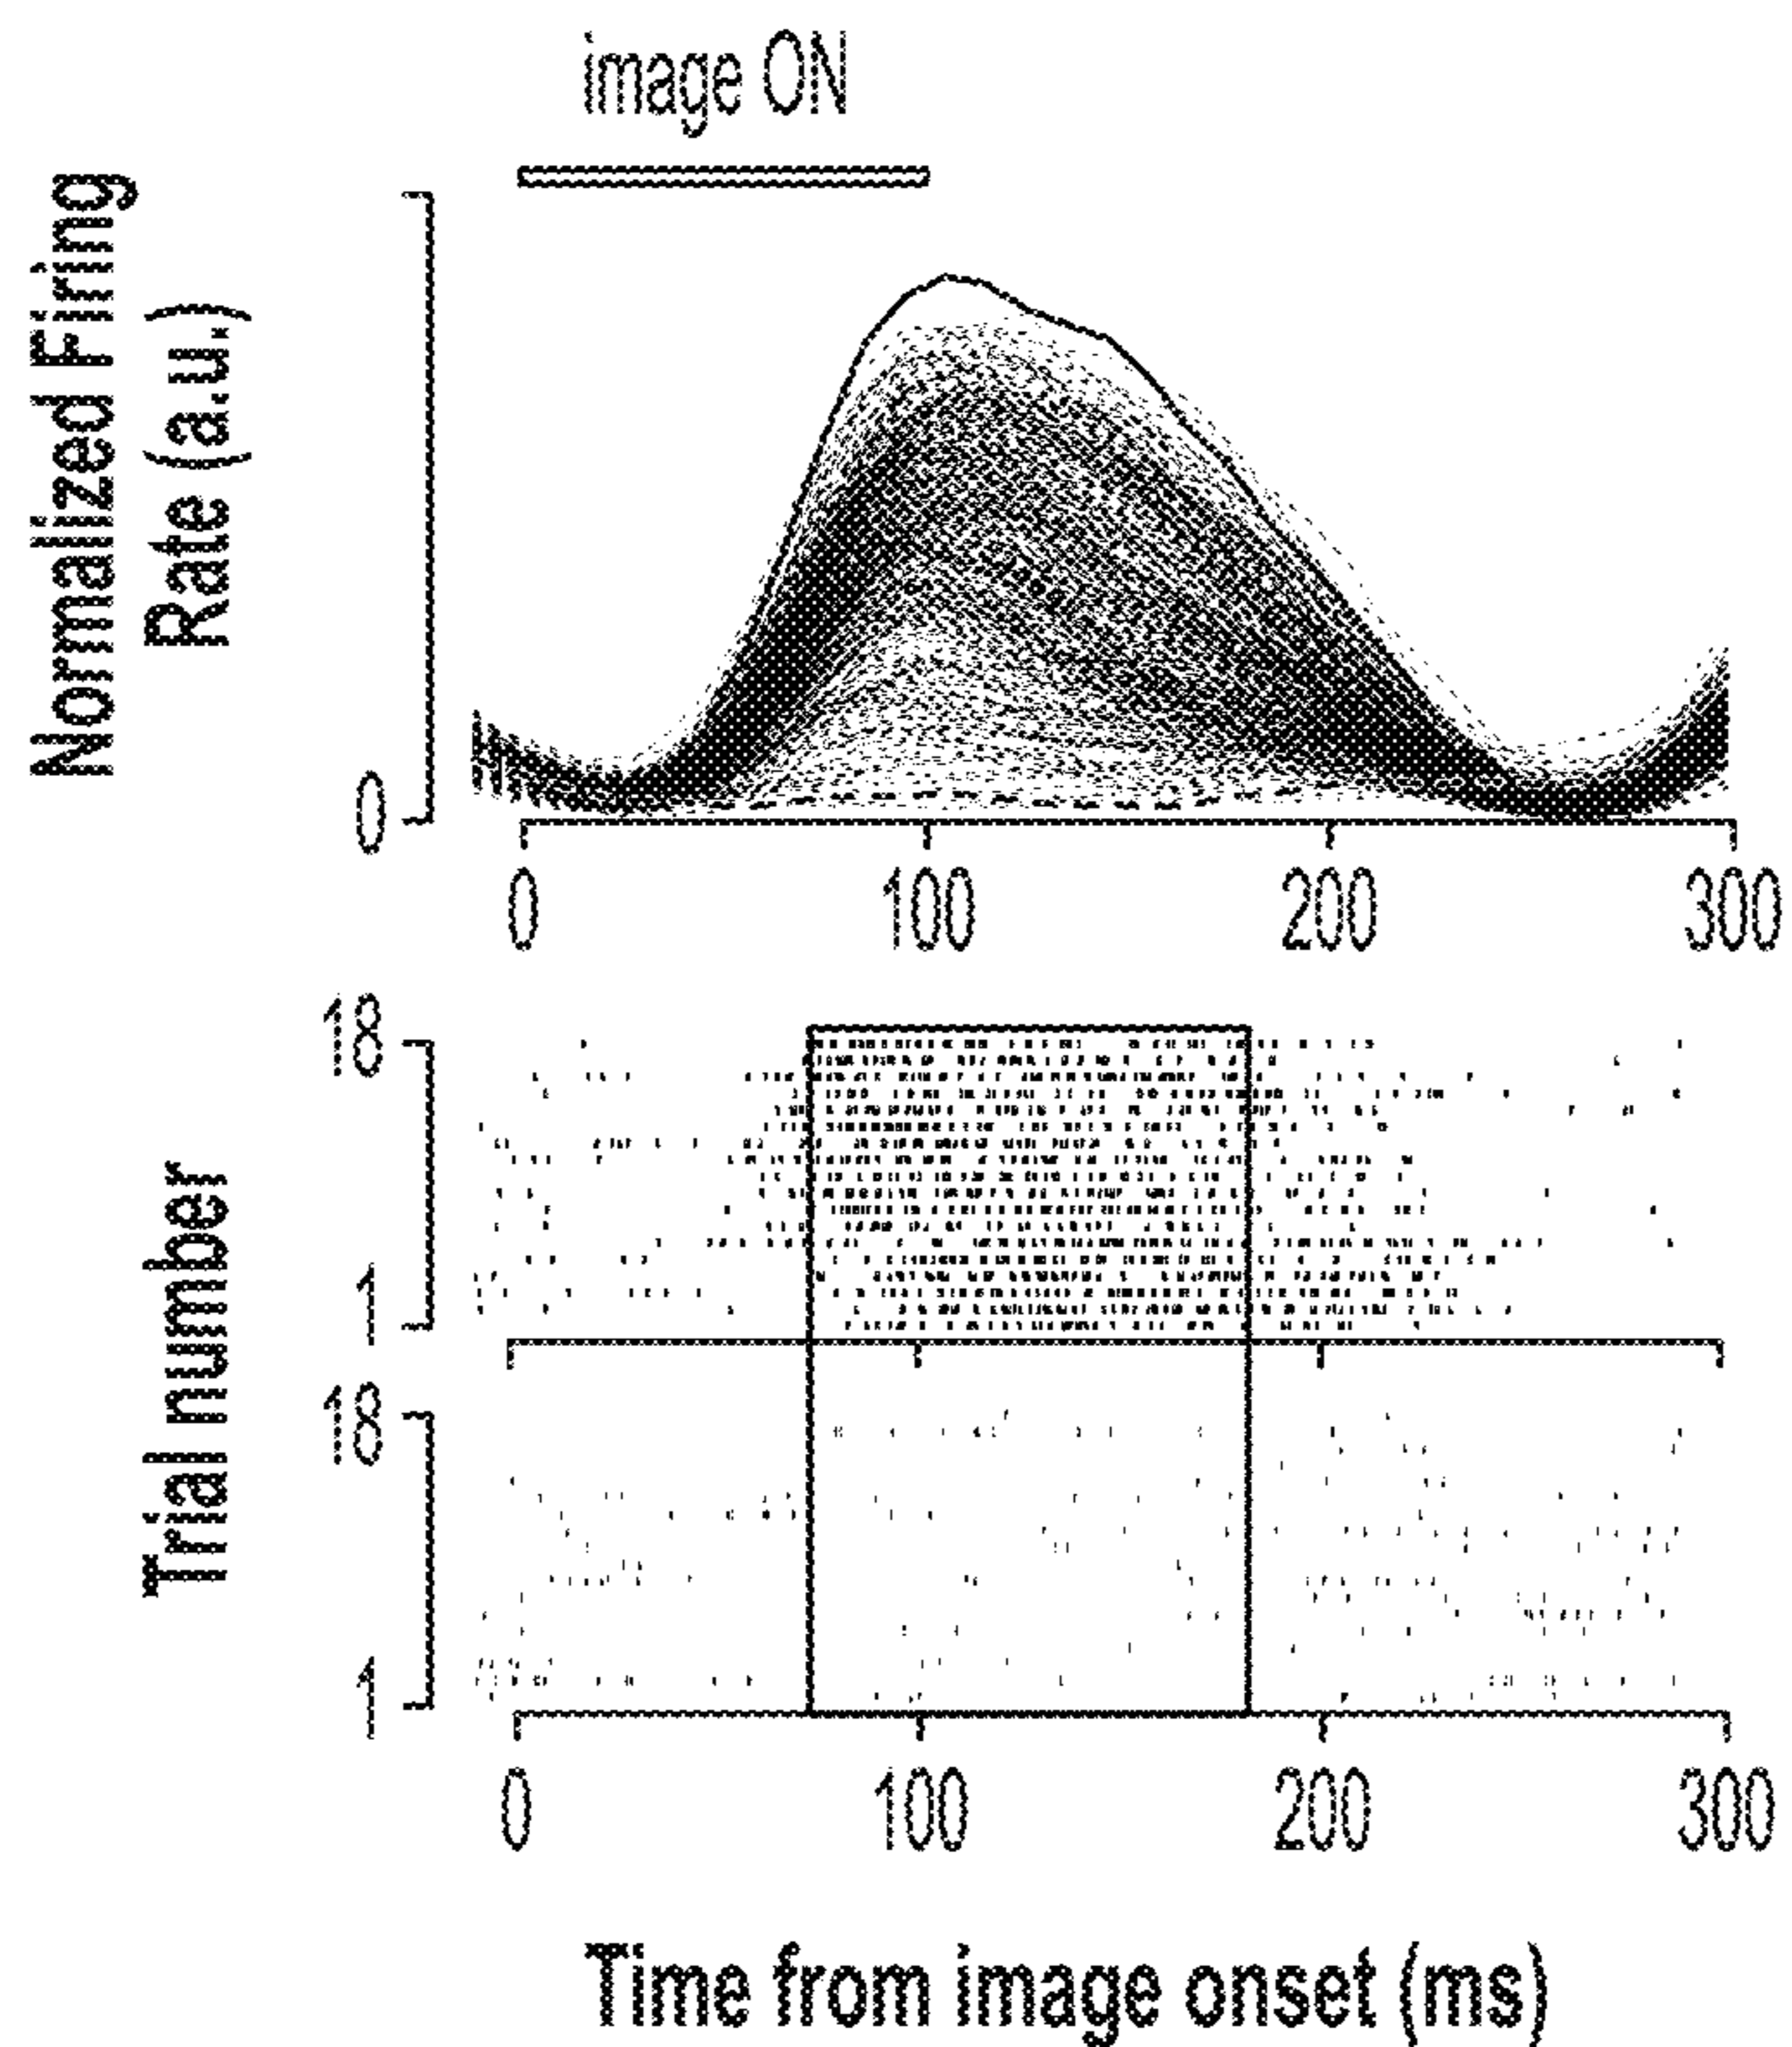 image ON
Normalized Firing
Rate (a.u.)
0
0 100 200 300
Trial number
18
1
18
1
0 100 200 300
Time from image onset (ms)